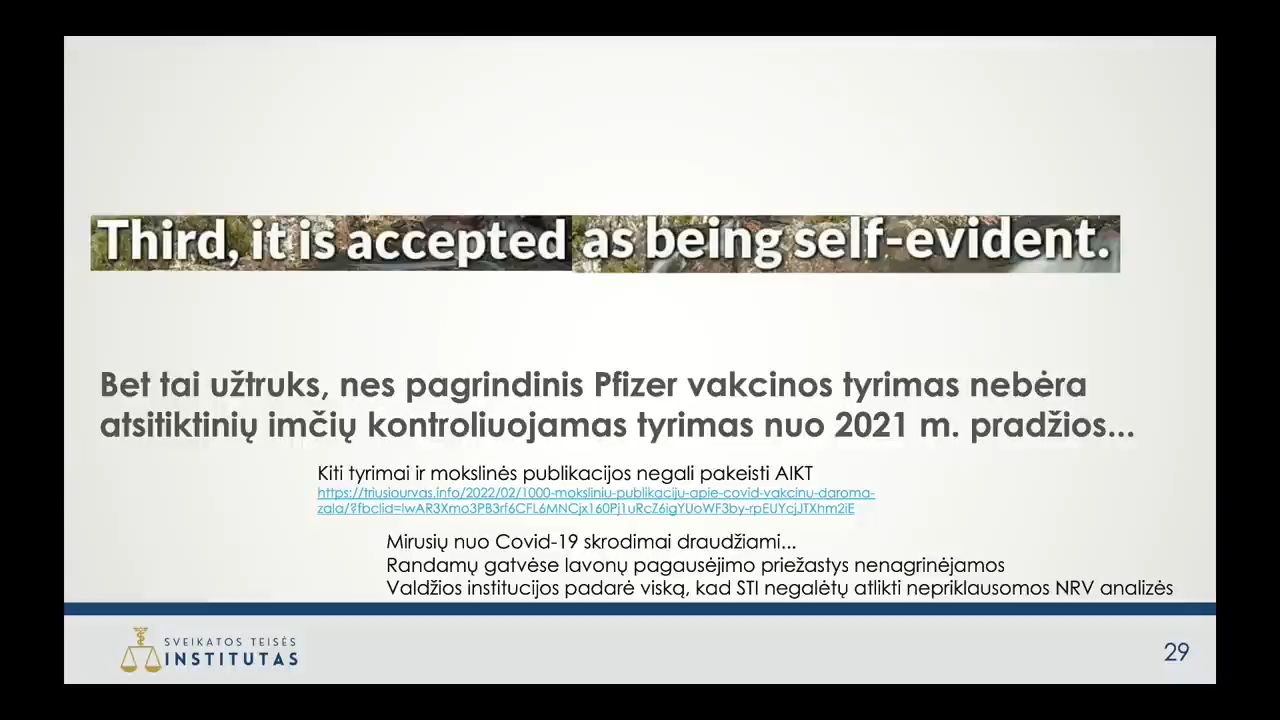 Third, it is accepted as being self-evident.
Bet tai užtruks, nes pagrindinis Pfizer vakcinos tyrimas nebėra
atsitiktinių imčių kontroliuojamas tyrimas nuo 2021 m. pradžios...
Kiti tyrimai ir mokslinės publikacijos negali pakeisti AIKT
https://triusiourvas.info/2022/02/1000-moksliniu-publikaciju-apie-covid-vakcinu-daroma-
zala/?fbclid=IwAR3Xmo3PB3rf6CFL6MNCjx160Pj1uRcZ6igYUoWF3by-rpEUYcjJTXhm2iE
Mirusių nuo Covid-19 skrodimai draudžiami...
Randamų gatvėse lavonų pagausėjimo priežastys nenagrinėjamos
Valdžios institucijos padarė viską, kad STI negalėtų atlikti nepriklausomos NRV analizės
SVEIKATOS TEISĖS
INSTITUTAS
29